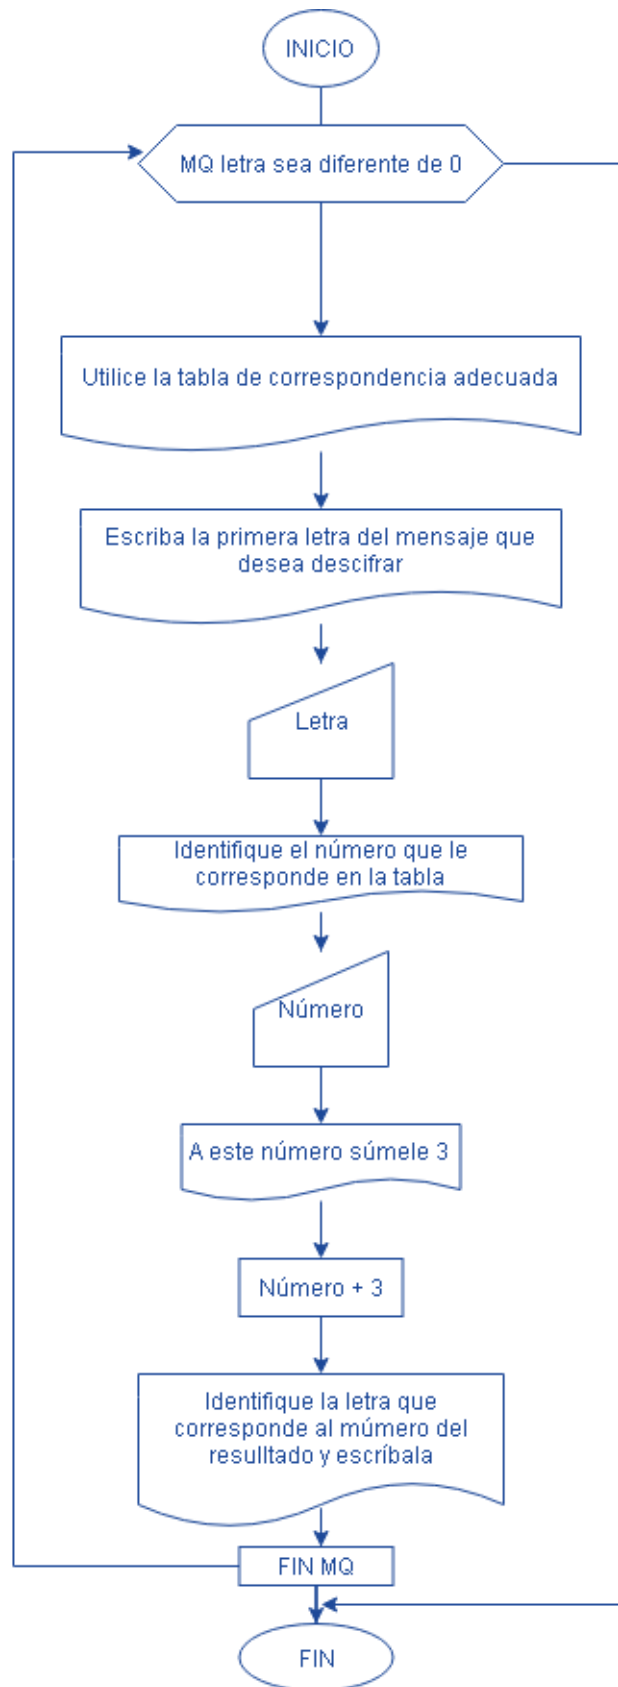 INICIO
MQ letra sea diferente de 0
Utilice la tabla de correspondencia adecuada
Escriba la primera letra del mensaje que
desea descifrar
Letra
Identifique el número que le
corresponde en la tabla
Número
A este número súmele 3
Número + 3
Identifique la letra que
corresponde al múmero del
resulltado y escríbala
FIN MQ
FIN